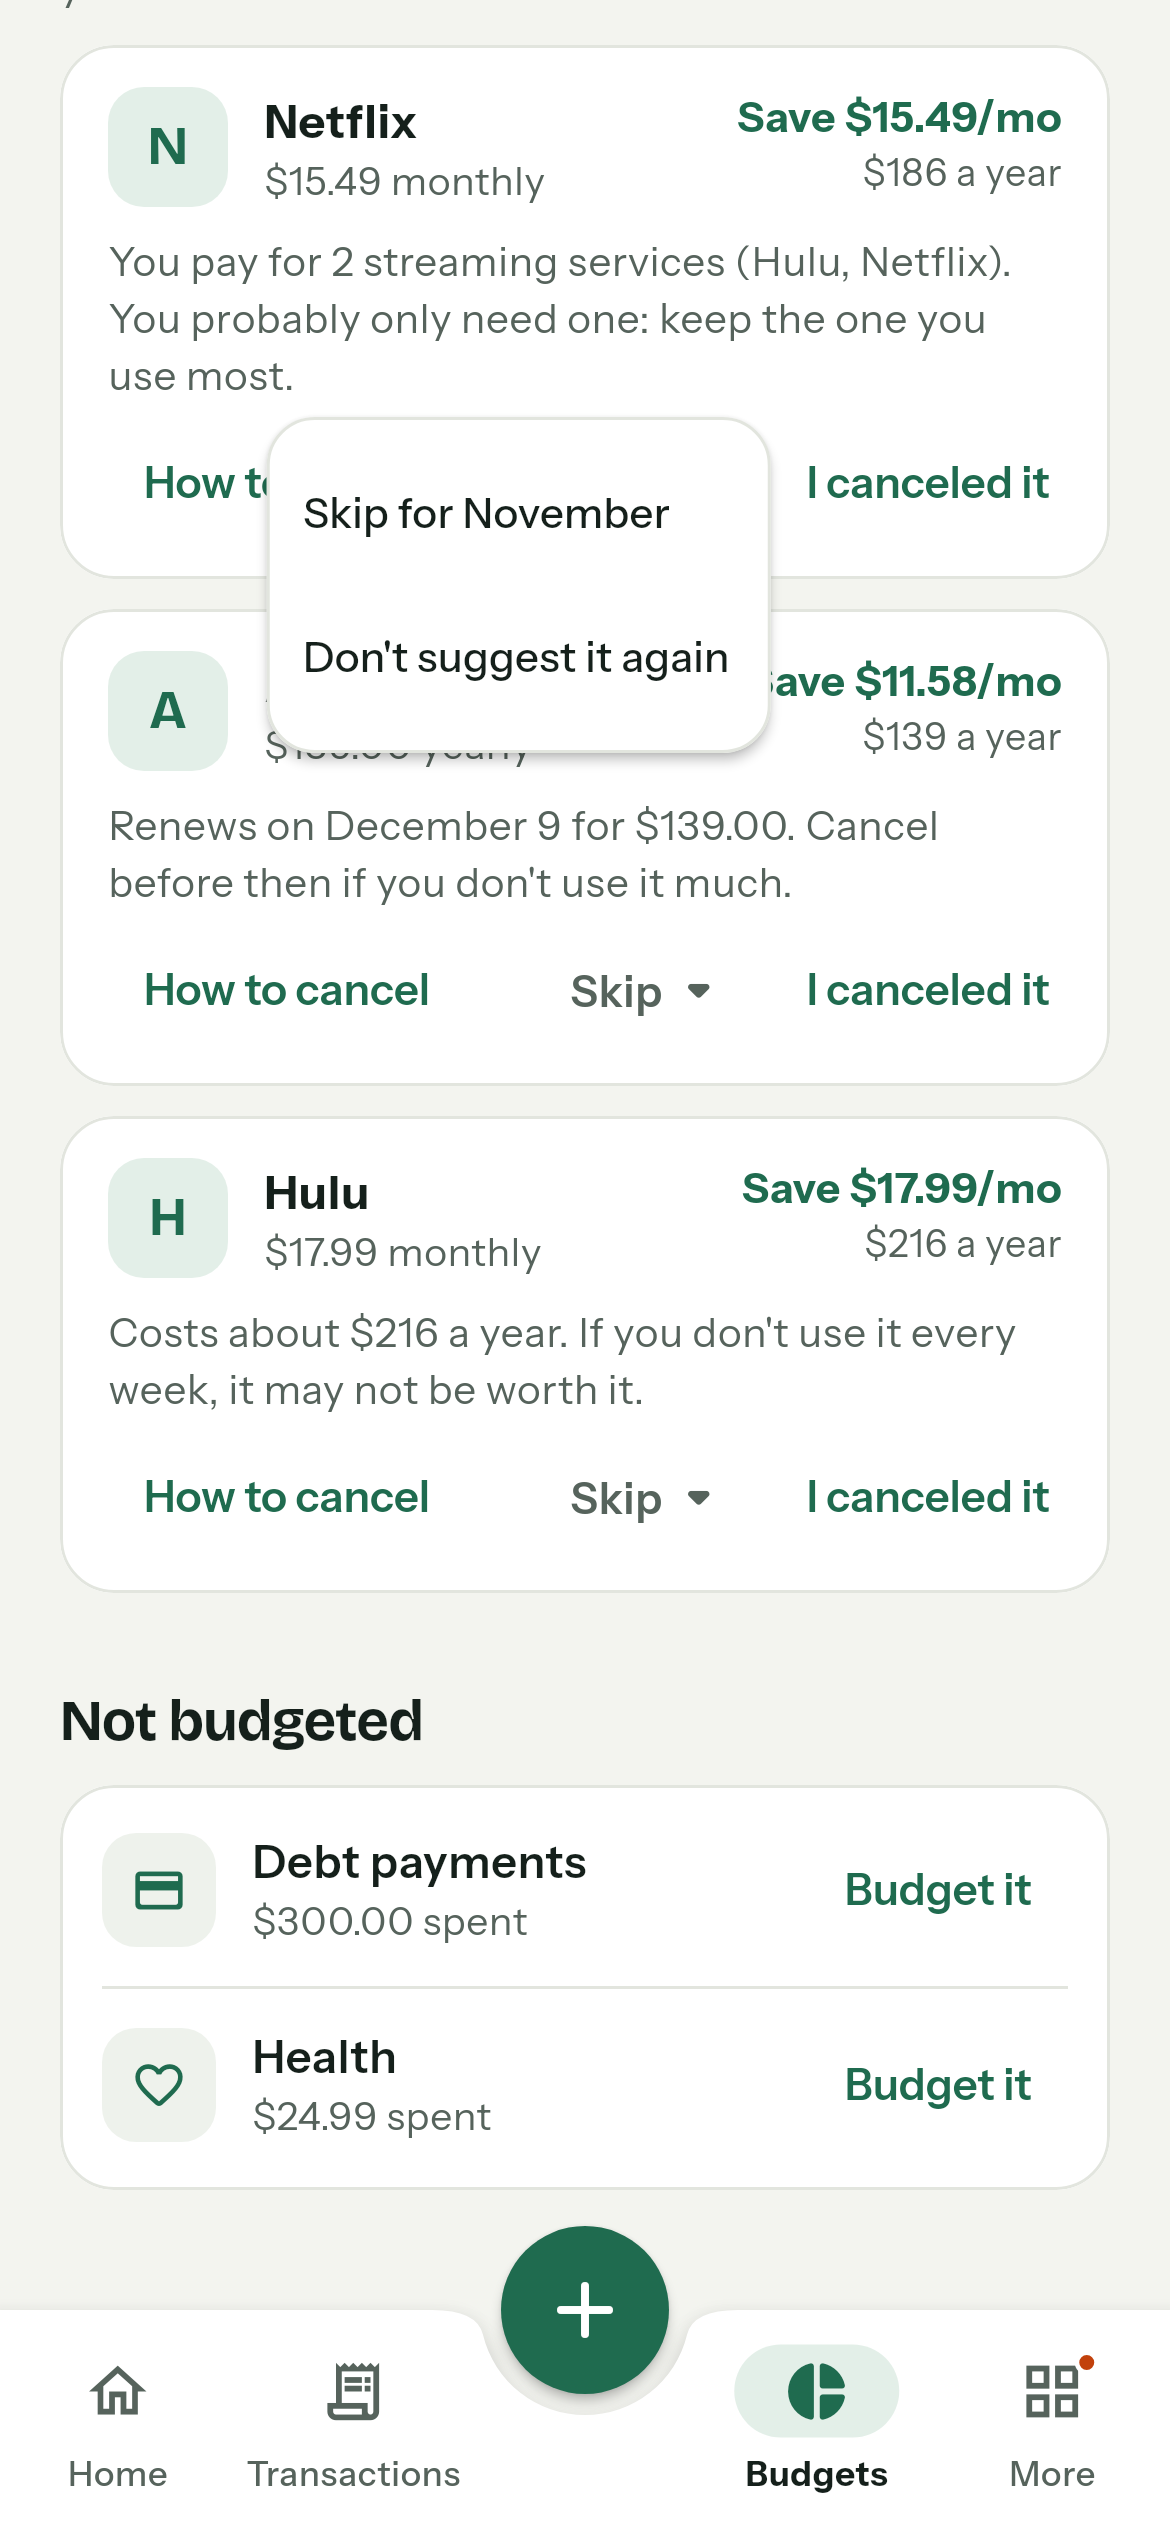 N
Netflix
$15.49 monthly
Save $15.49/mo
$186 a year
You pay for 2 streaming services (Hulu, Netflix).
You probably only need one: keep the one you
use most.
How
I canceled it
Skip for November
Don't suggest it again
A
Save $11.58/mo
$139 a year
Renews on December 9 for $139.00. Cancel
before then if you don't use it much.
How to cancel
Skip
I canceled it
H
Hulu
$17.99 monthly
Save $17.99/mo
$216 a year
Costs about $216 a year. If you don't use it every
week, it may not be worth it.
How to cancel
Skip
I canceled it
Not budgeted
Debt payments
$300.00 spent
Budget it
Health
$24.99 spent
Budget it
Home
Transactions
Budgets
More